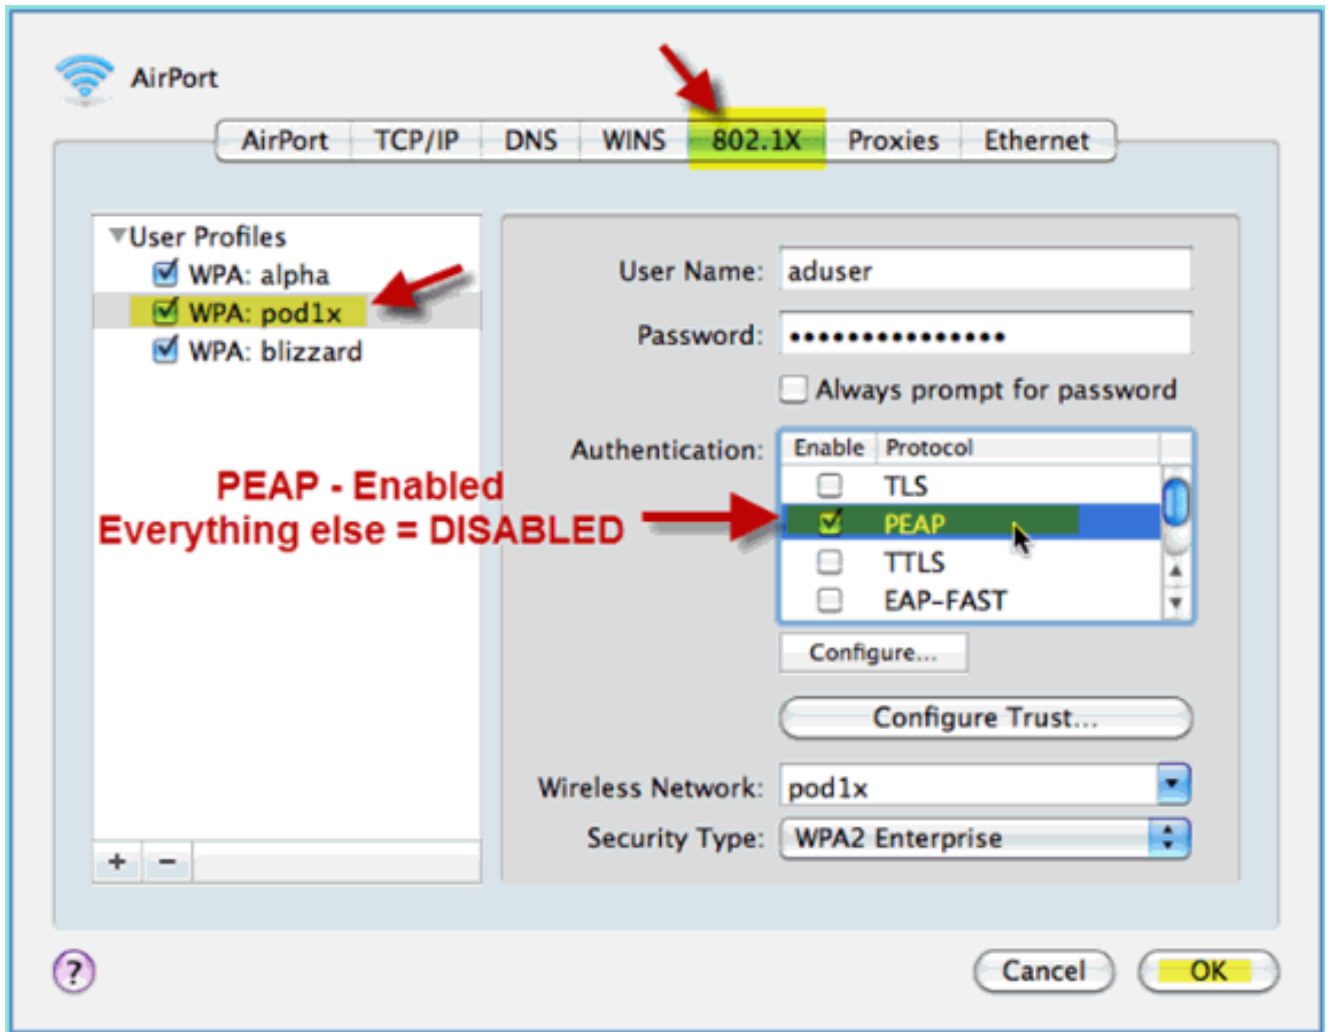 AirPort
AirPort TCP/IP DNS WINS 802.1X Proxies Ethernet
User Profiles
WPA: alpha
WPA: pod1x
WPA: blizzard
User Name: aduser
Password: •••••••••••••••
Always prompt for password
Authentication:
Enable Protocol
TLS
PEAP
TTLS
EAP-FAST
PEAP - Enabled
Everything else = DISABLED
Configure...
Configure Trust...
Wireless Network: pod1x
Security Type: WPA2 Enterprise
+ −
?
Cancel OK